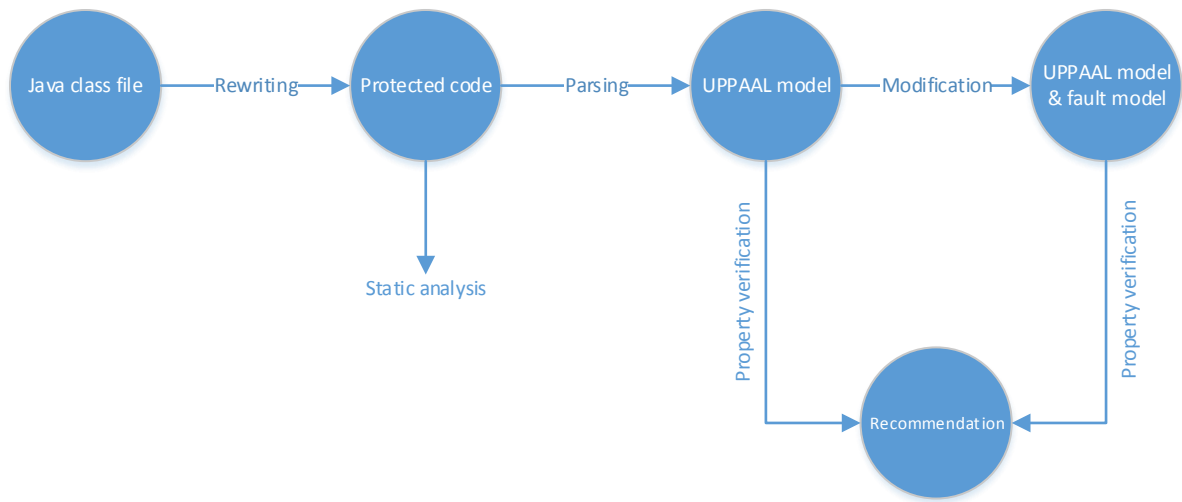 Java class file
Rewriting
Protected code
Parsing
UPPAAL model
Modification
UPPAAL model
& fault model
Static analysis
Property verification
Property verification
Recommendation